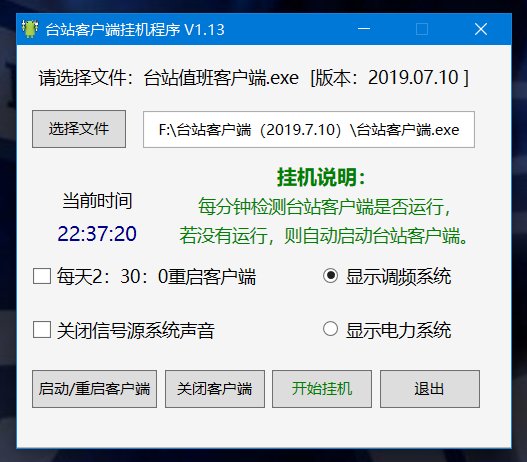 台站客户端挂机程序 V1.13
请选择文件：台站值班客户端.exe [版本：2019.07.10 ]
选择文件 F:\台站客户端（2019.7.10）\台站客户端.exe
挂机说明：
当前时间 每分钟检测台站客户端是否运行，
22:37:20 若没有运行，则自动启动台站客户端。
每天2：30：0重启客户端 显示调频系统
关闭信号源系统声音 显示电力系统
启动/重启客户端 关闭客户端 开始挂机 退出